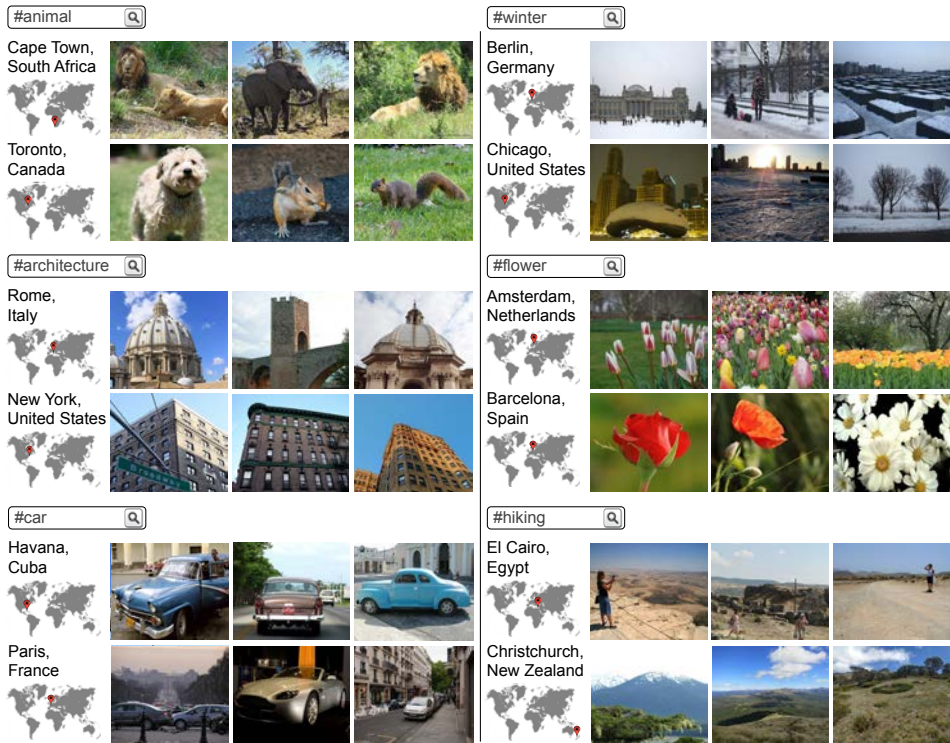 #animal
Cape Town,
South Africa
Toronto,
Canada
#architecture
Rome,
Italy
New York,
United States
Broadway
#car
Havana,
Cuba
Paris,
France
#winter
Berlin,
Germany
Chicago,
United States
#flower
Amsterdam,
Netherlands
Barcelona,
Spain
#hiking
El Cairo,
Egypt
Christchurch,
New Zealand